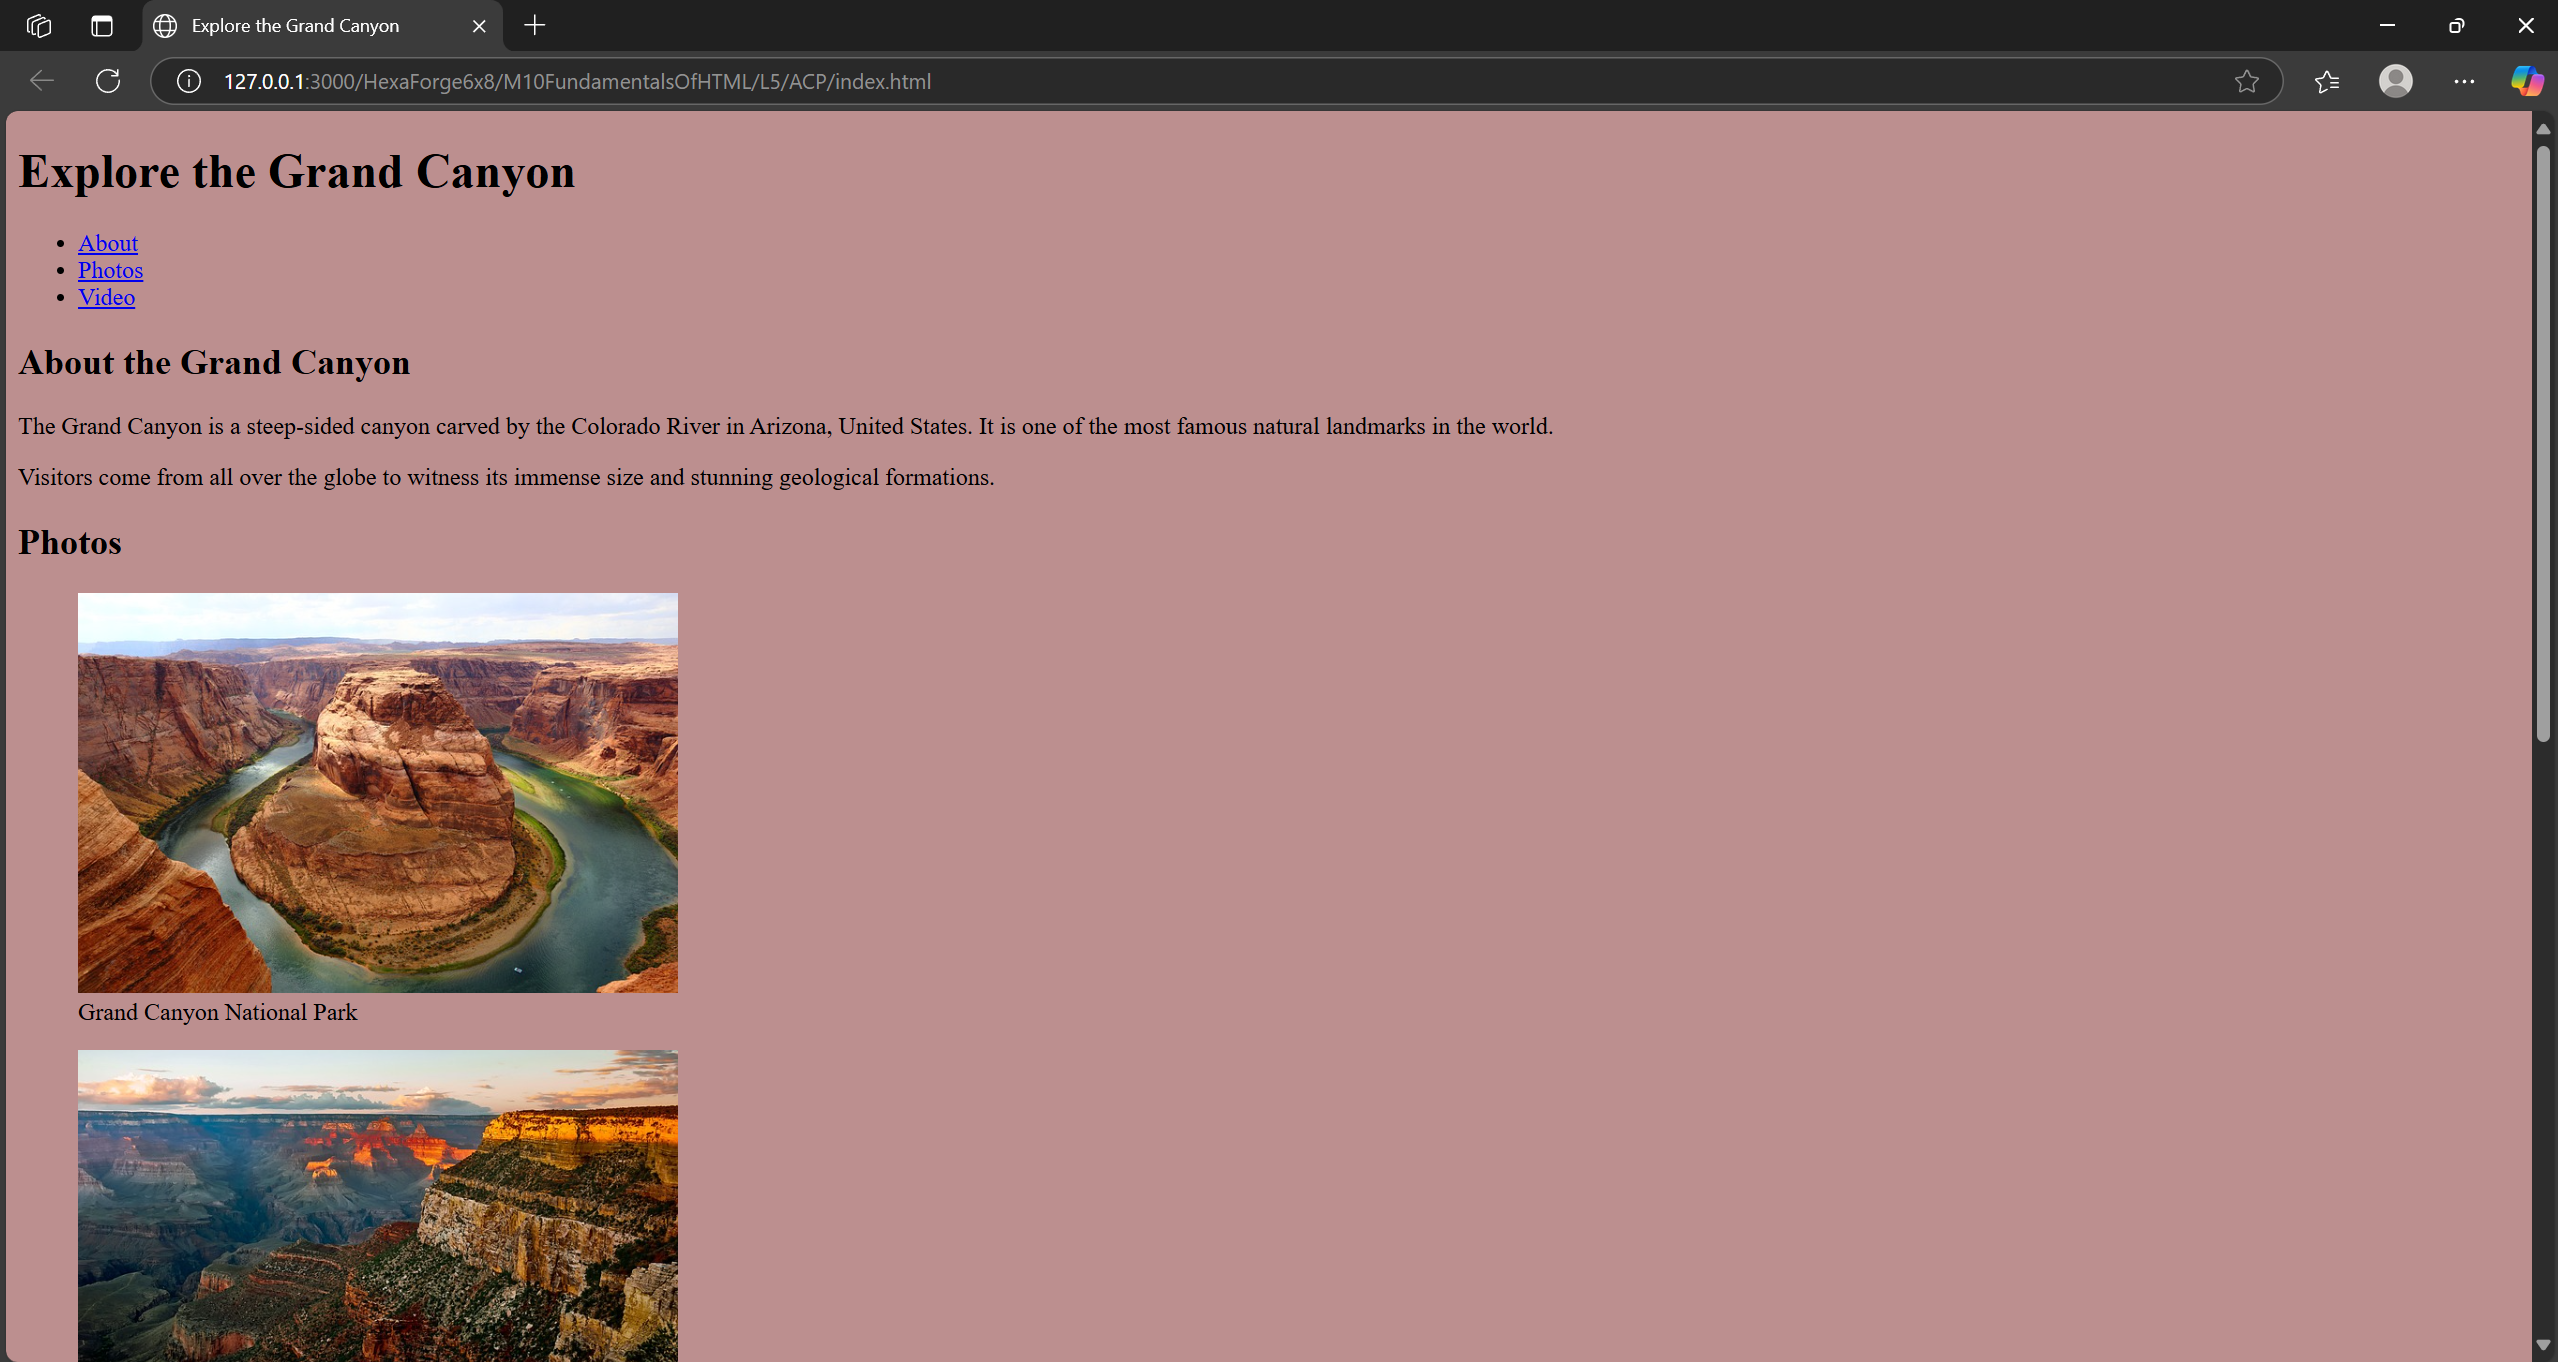 Explore the Grand Canyon
127.0.0.1:3000/HexaForge6x8/M10FundamentalsOfHTML/L5/ACP/index.html
Explore the Grand Canyon
About
Photos
Video
About the Grand Canyon
The Grand Canyon is a steep-sided canyon carved by the Colorado River in Arizona, United States. It is one of the most famous natural landmarks in the world.
Visitors come from all over the globe to witness its immense size and stunning geological formations.
Photos
Grand Canyon National Park